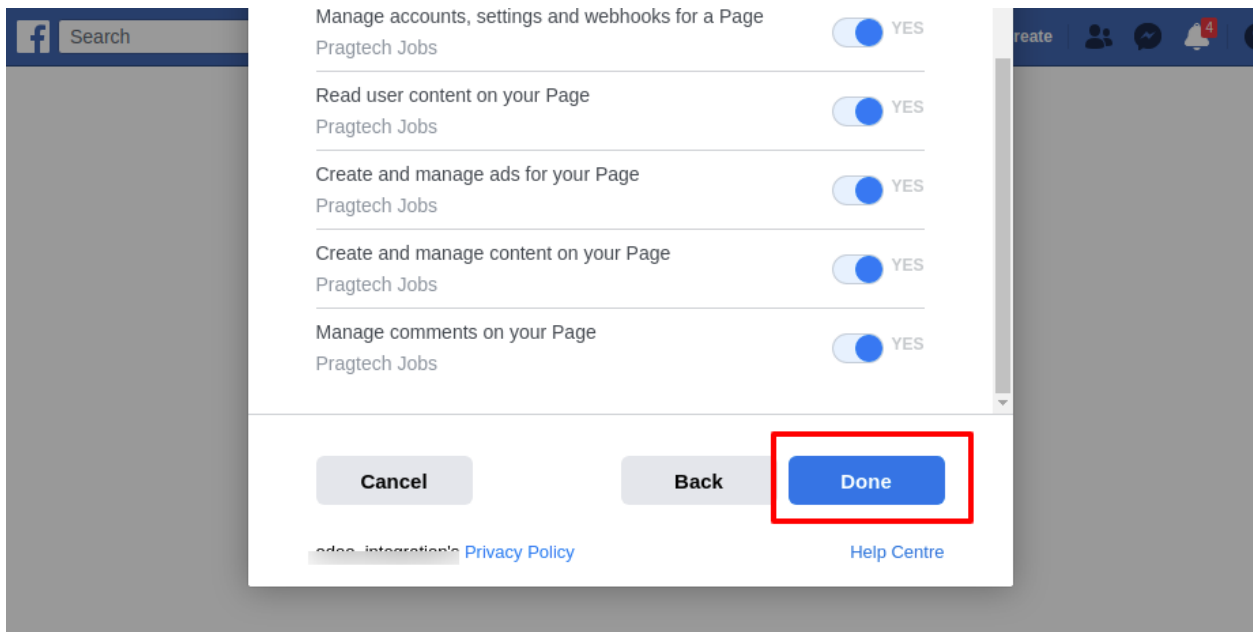 Search
reate
4
Manage accounts, settings and webhooks for a Page
YES
Pragtech Jobs
Read user content on your Page
YES
Pragtech Jobs
Create and manage ads for your Page
YES
Pragtech Jobs
Create and manage content on your Page
YES
Pragtech Jobs
Manage comments on your Page
YES
Pragtech Jobs
Cancel
Back
Done
odoo_integration's Privacy Policy
Help Centre